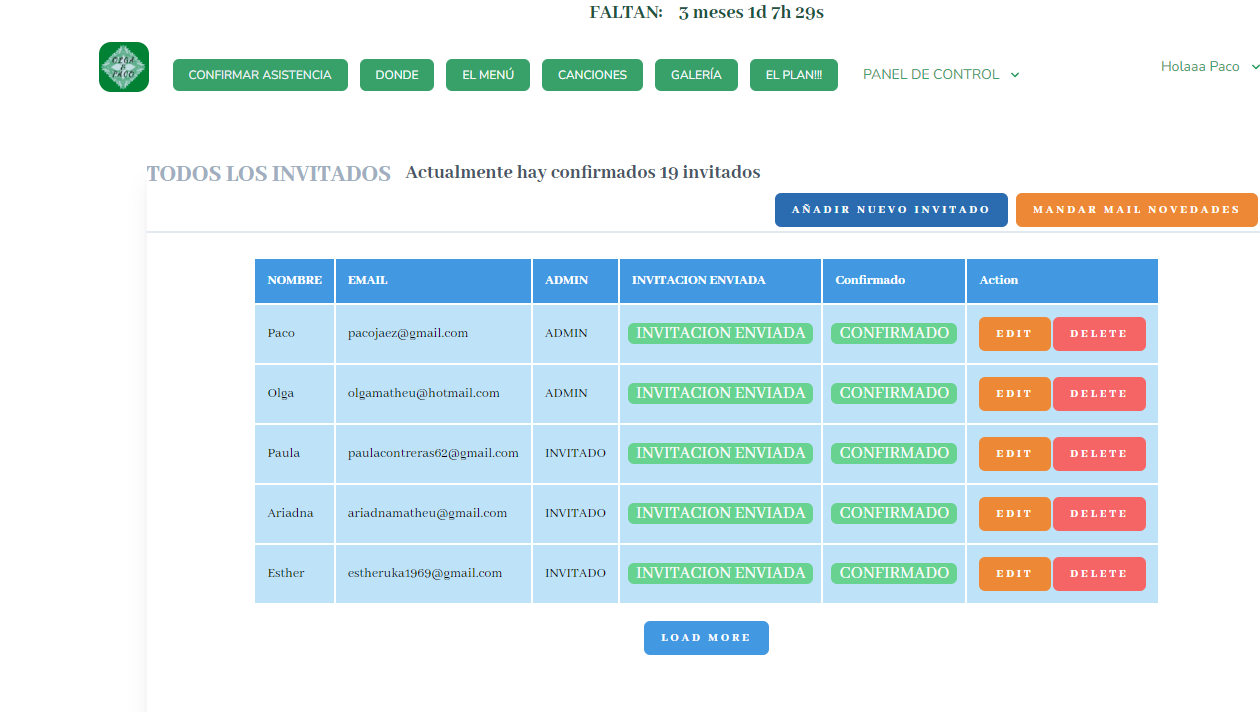 FALTAN: 3 meses 1d 7h 29s
OLGA
&
PACO
CONFIRMAR ASISTENCIA DONDE EL MENÚ CANCIONES GALERÍA EL PLAN!!! PANEL DE CONTROL Holaaa Paco
TODOS LOS INVITADOS Actualmente hay confirmados 19 invitados
AÑADIR NUEVO INVITADO MANDAR MAIL NOVEDADES
NOMBRE EMAIL ADMIN INVITACION ENVIADA Confirmado Action
Paco pacojaez@gmail.com ADMIN INVITACION ENVIADA CONFIRMADO EDIT DELETE
Olga olgamatheu@hotmail.com ADMIN INVITACION ENVIADA CONFIRMADO EDIT DELETE
Paula paulacontreras62@gmail.com INVITADO INVITACION ENVIADA CONFIRMADO EDIT DELETE
Ariadna ariadnamatheu@gmail.com INVITADO INVITACION ENVIADA CONFIRMADO EDIT DELETE
Esther estheruka1969@gmail.com INVITADO INVITACION ENVIADA CONFIRMADO EDIT DELETE
LOAD MORE